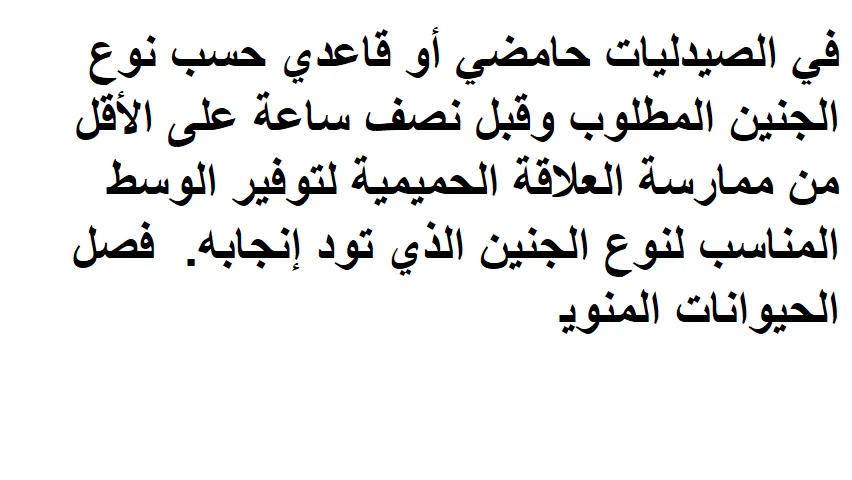 في الصيدليات حامضي أو قاعدي حسب نوع
الجنين المطلوب وقبل نصف ساعة على الأقل
من ممارسة العلاقة الحميمية لتوفير الوسط
المناسب لنوع الجنين الذي تود إنجابه. فصل
الحيوانات المنويـ